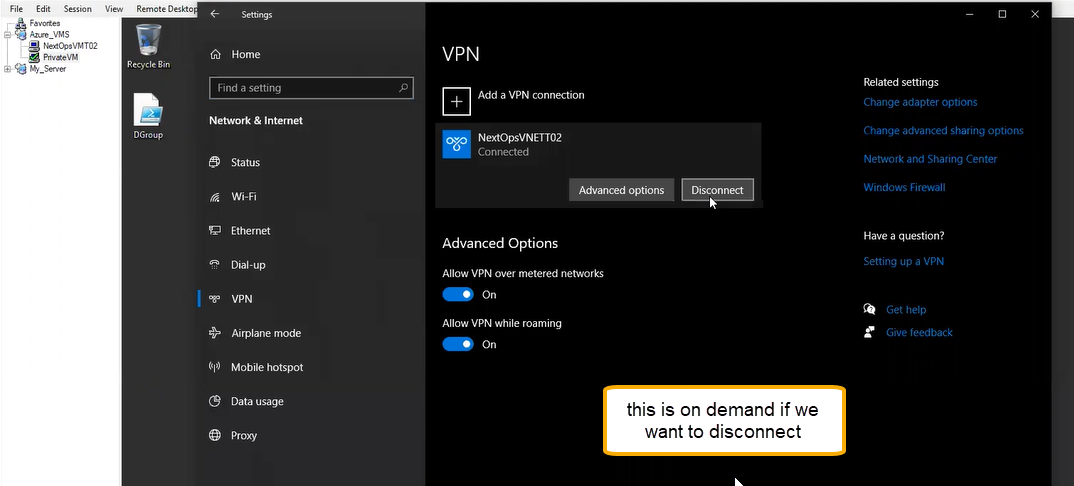 File Edit Session View Remote Desktop
Favorites
Azure_VMS
NextOpsVMT02
PrivateVM
My_Server
Recycle Bin
DGroup
Settings
Home
Find a setting
Network & Internet
Status
Wi-Fi
Ethernet
Dial-up
VPN
Airplane mode
Mobile hotspot
Data usage
Proxy
VPN
Add a VPN connection
NextOpsVNETT02
Connected
Advanced options Disconnect
Advanced Options
Allow VPN over metered networks
On
Allow VPN while roaming
On
Related settings
Change adapter options
Change advanced sharing options
Network and Sharing Center
Windows Firewall
Have a question?
Setting up a VPN
Get help
Give feedback
this is on demand if we
want to disconnect